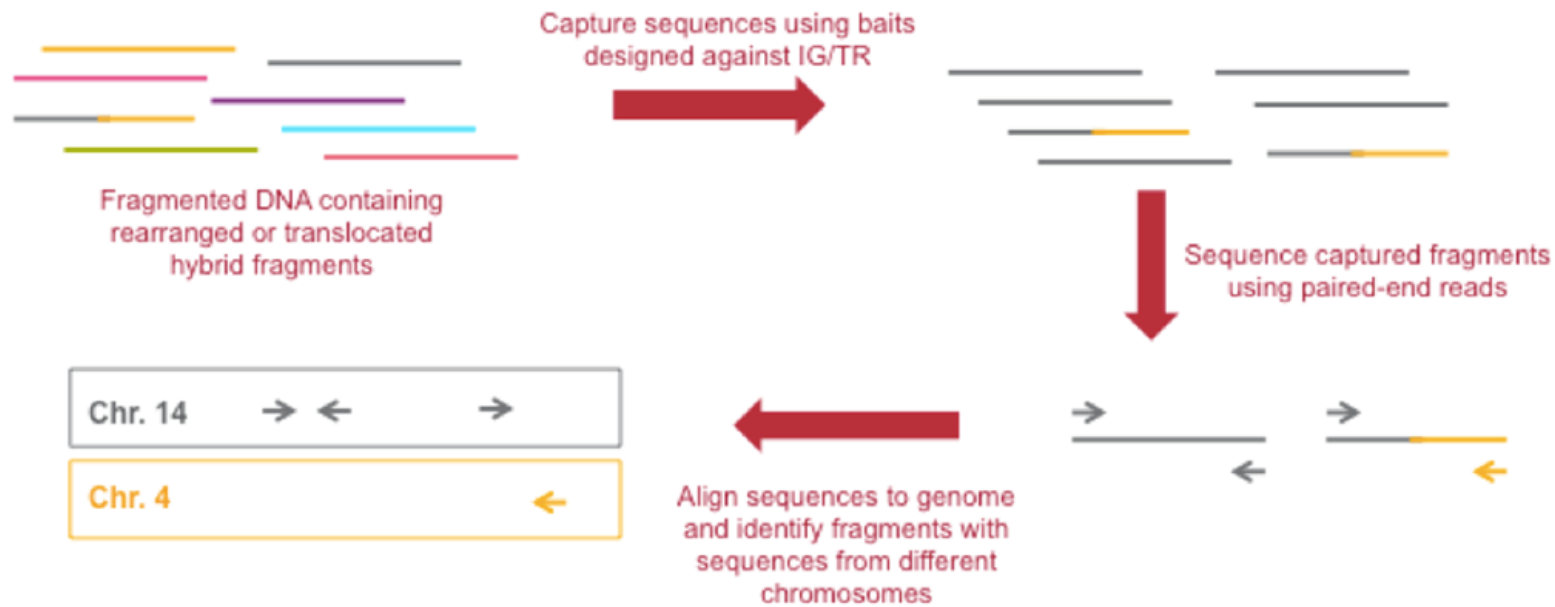 Capture sequences using baits
designed against IG/TR
Fragmented DNA containing
rearranged or translocated
hybrid fragments
Sequence captured fragments
using paired-end reads
Align sequences to genome
and identify fragments with
sequences from different
chromosomes
Chr. 14
Chr. 4